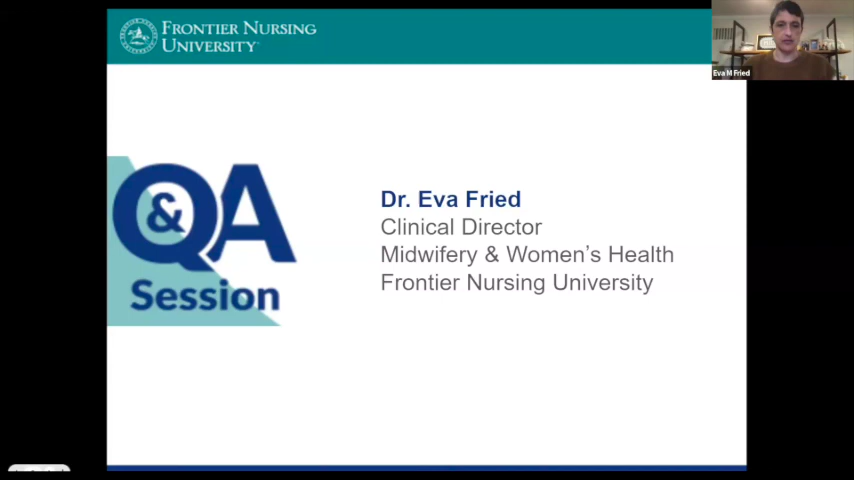 FRONTIER NURSING
UNIVERSITY
Eva M Fried
Q&A
Session
Dr. Eva Fried
Clinical Director
Midwifery & Women's Health
Frontier Nursing University